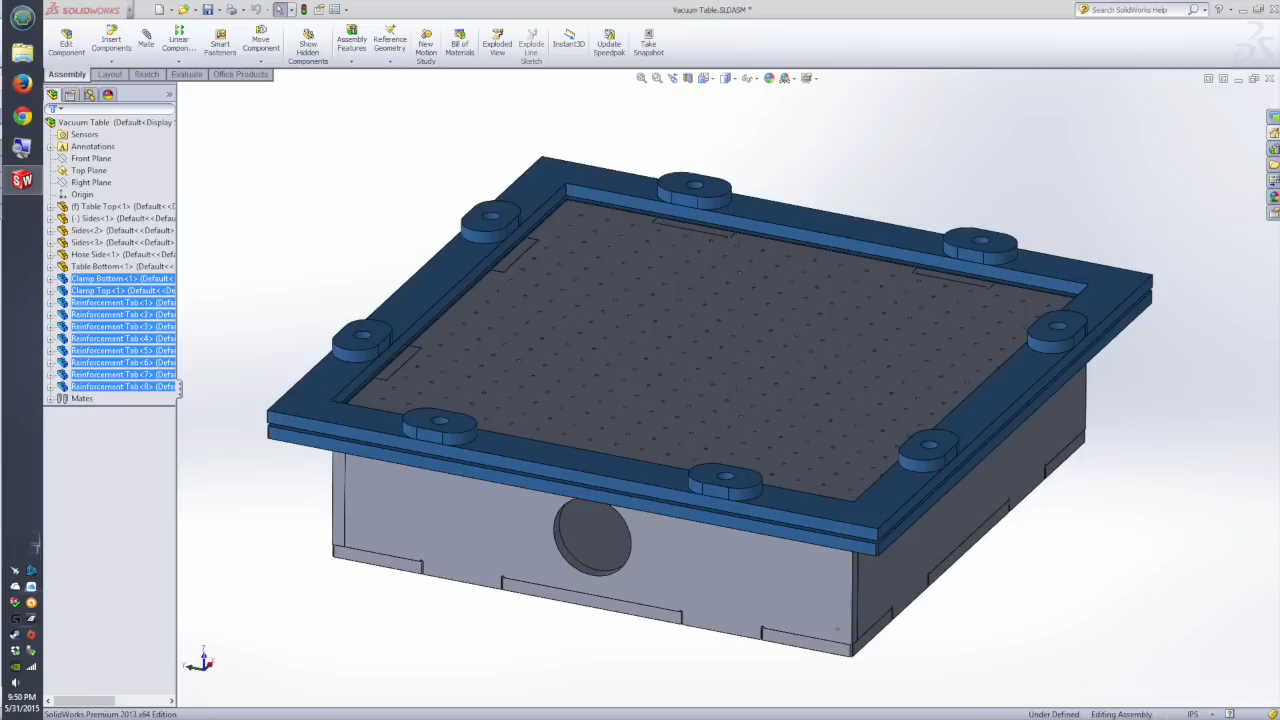 SOLIDWORKS
Vacuum Table.SLDASM *
Search SolidWorks Help
Edit Component
Insert Components
Mate
Linear Compon...
Smart Fasteners
Move Component
Show Hidden Components
Assembly Features
Reference Geometry
New Motion Study
Bill of Materials
Exploded View
Explode Line Sketch
Instant3D
Update Speedpak
Take Snapshot
Assembly
Layout
Sketch
Evaluate
Office Products
Vacuum Table (Default<Display
Sensors
Annotations
Front Plane
Top Plane
Right Plane
Origin
(f) Table Top<1> (Default<<D
(-) Sides<1> (Default<<Defau
Sides<2> (Default<<Default
Sides<3> (Default<<Default
Hose Side<1> (Default<<Def
Table Bottom<1> (Default<<
Clamp Bottom<1> (Default<
Clamp Top<1> (Default<<De
Reinforcement Tab<1> (Defa
Reinforcement Tab<2> (Defa
Reinforcement Tab<3> (Defa
Reinforcement Tab<4> (Defa
Reinforcement Tab<5> (Defa
Reinforcement Tab<6> (Defa
Reinforcement Tab<7> (Defa
Reinforcement Tab<8> (Defa
Mates
9:50 PM
5/31/2015
SolidWorks Premium 2013 x64 Edition
Under Defined
Editing Assembly
IPS